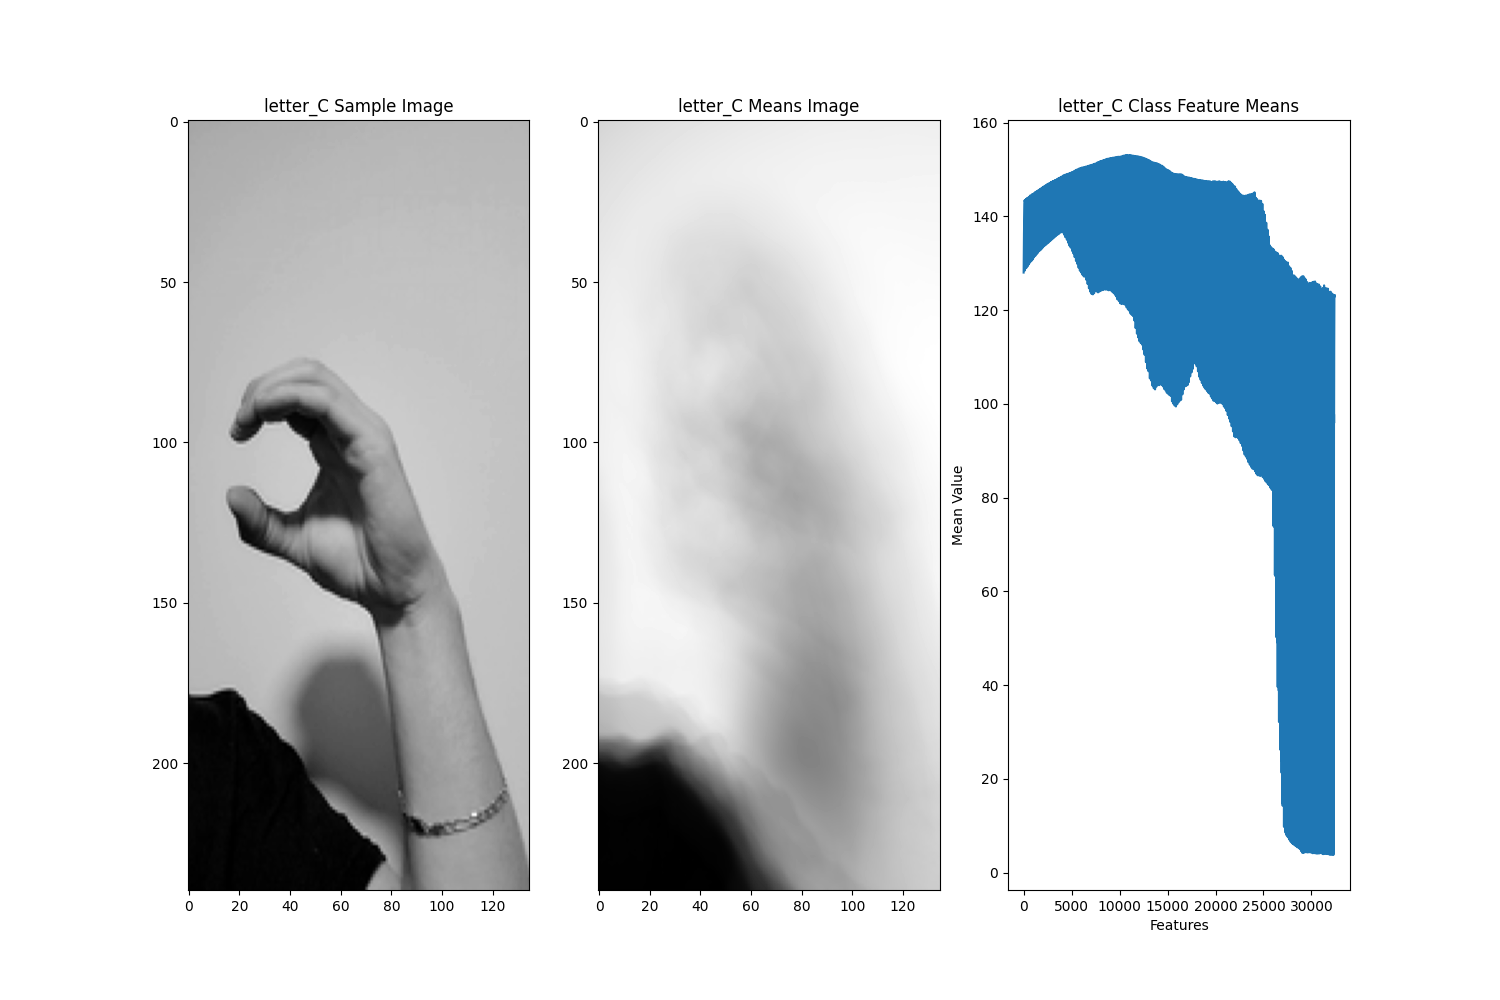 letter_C Sample Image
0
50
100
150
200
0 20 40 60 80 100 120
letter_C Means Image
0
50
100
150
200
0 20 40 60 80 100 120
letter_C Class Feature Means
160
140
120
100
80
60
40
20
0
Mean Value
0 5000 10000 15000 20000 25000 30000
Features